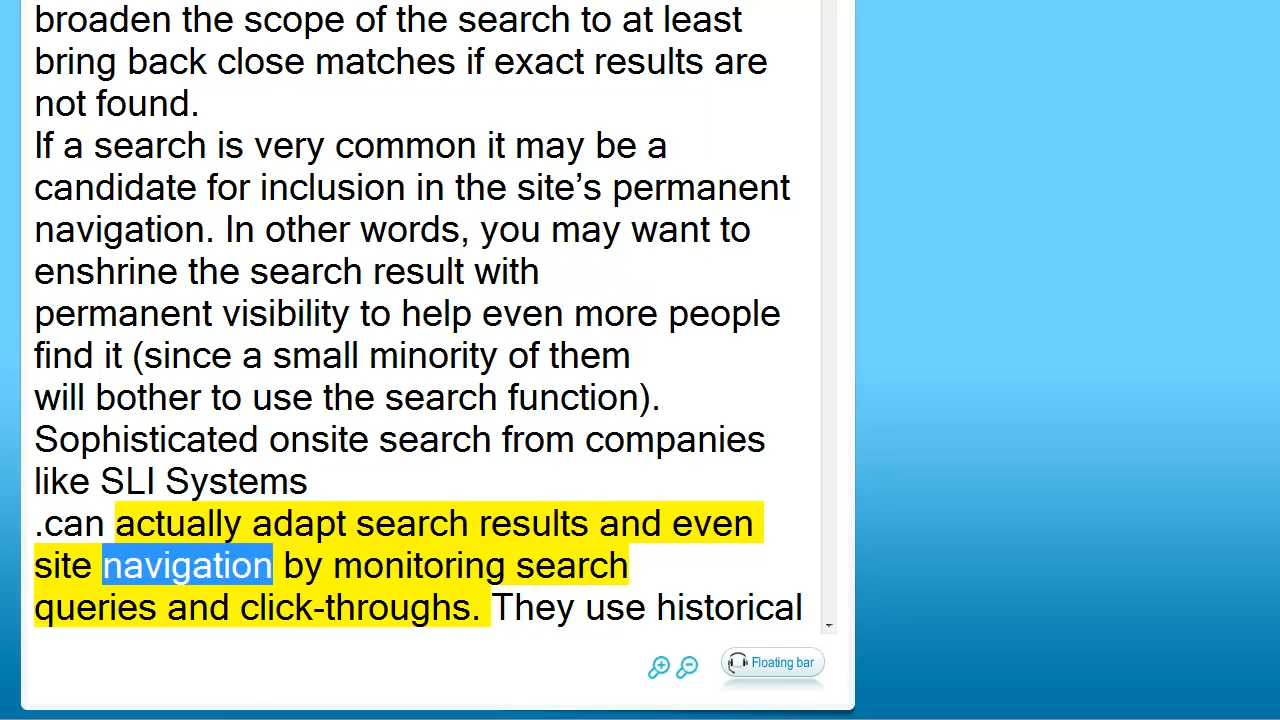 broaden the scope of the search to at least
bring back close matches if exact results are
not found.
If a search is very common it may be a
candidate for inclusion in the site’s permanent
navigation. In other words, you may want to
enshrine the search result with
permanent visibility to help even more people
find it (since a small minority of them
will bother to use the search function).
Sophisticated onsite search from companies
like SLI Systems
.can actually adapt search results and even
site navigation by monitoring search
queries and click-throughs. They use historical
Floating bar